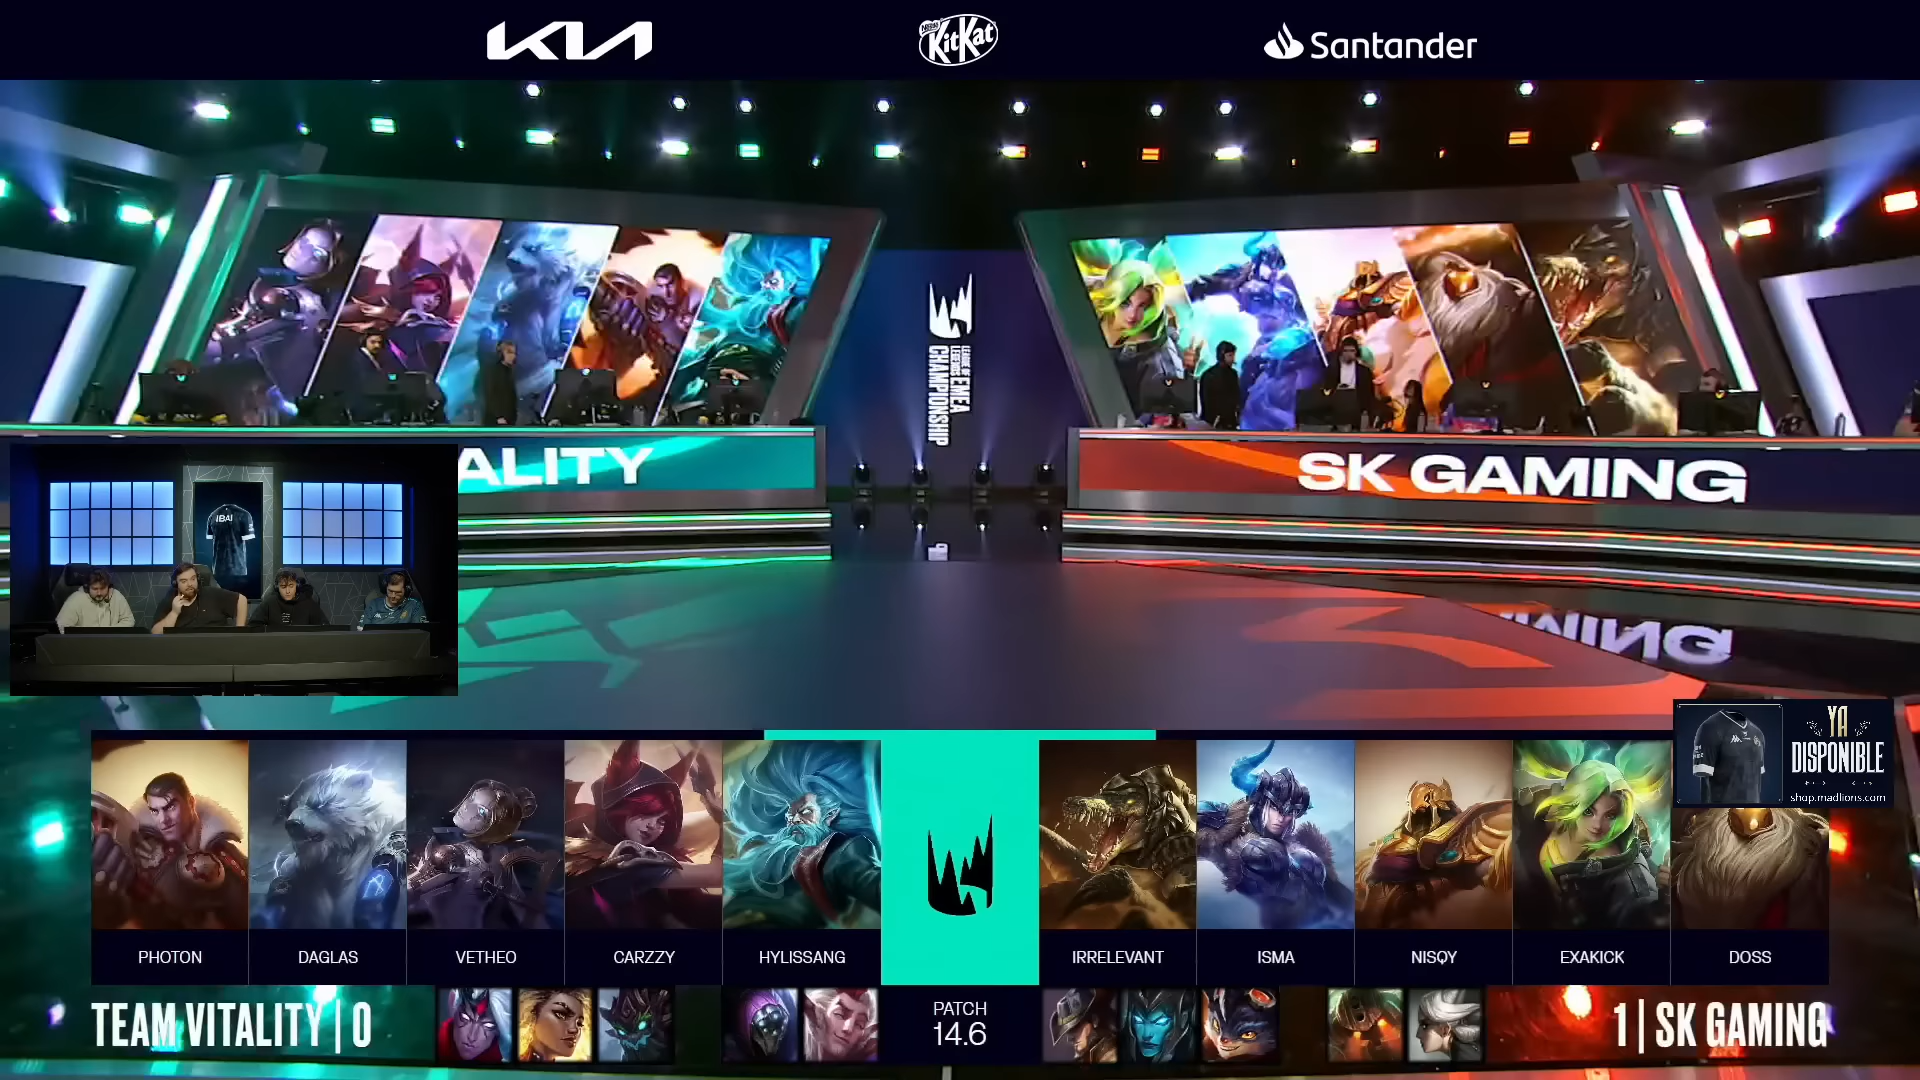 KIA
Nestlé
KitKat
Santander
LEAGUE OF
LEGENDS EMEA
CHAMPIONSHIP
ALITY
SK GAMING
IBAI
YA
DISPONIBLE
shop.madlions.com
PHOTON
DAGLAS
VETHEO
CARZZY
HYLISSANG
IRRELEVANT
ISMA
NISQY
EXAKICK
DOSS
TEAM VITALITY | 0
PATCH
14.6
1 | SK GAMING